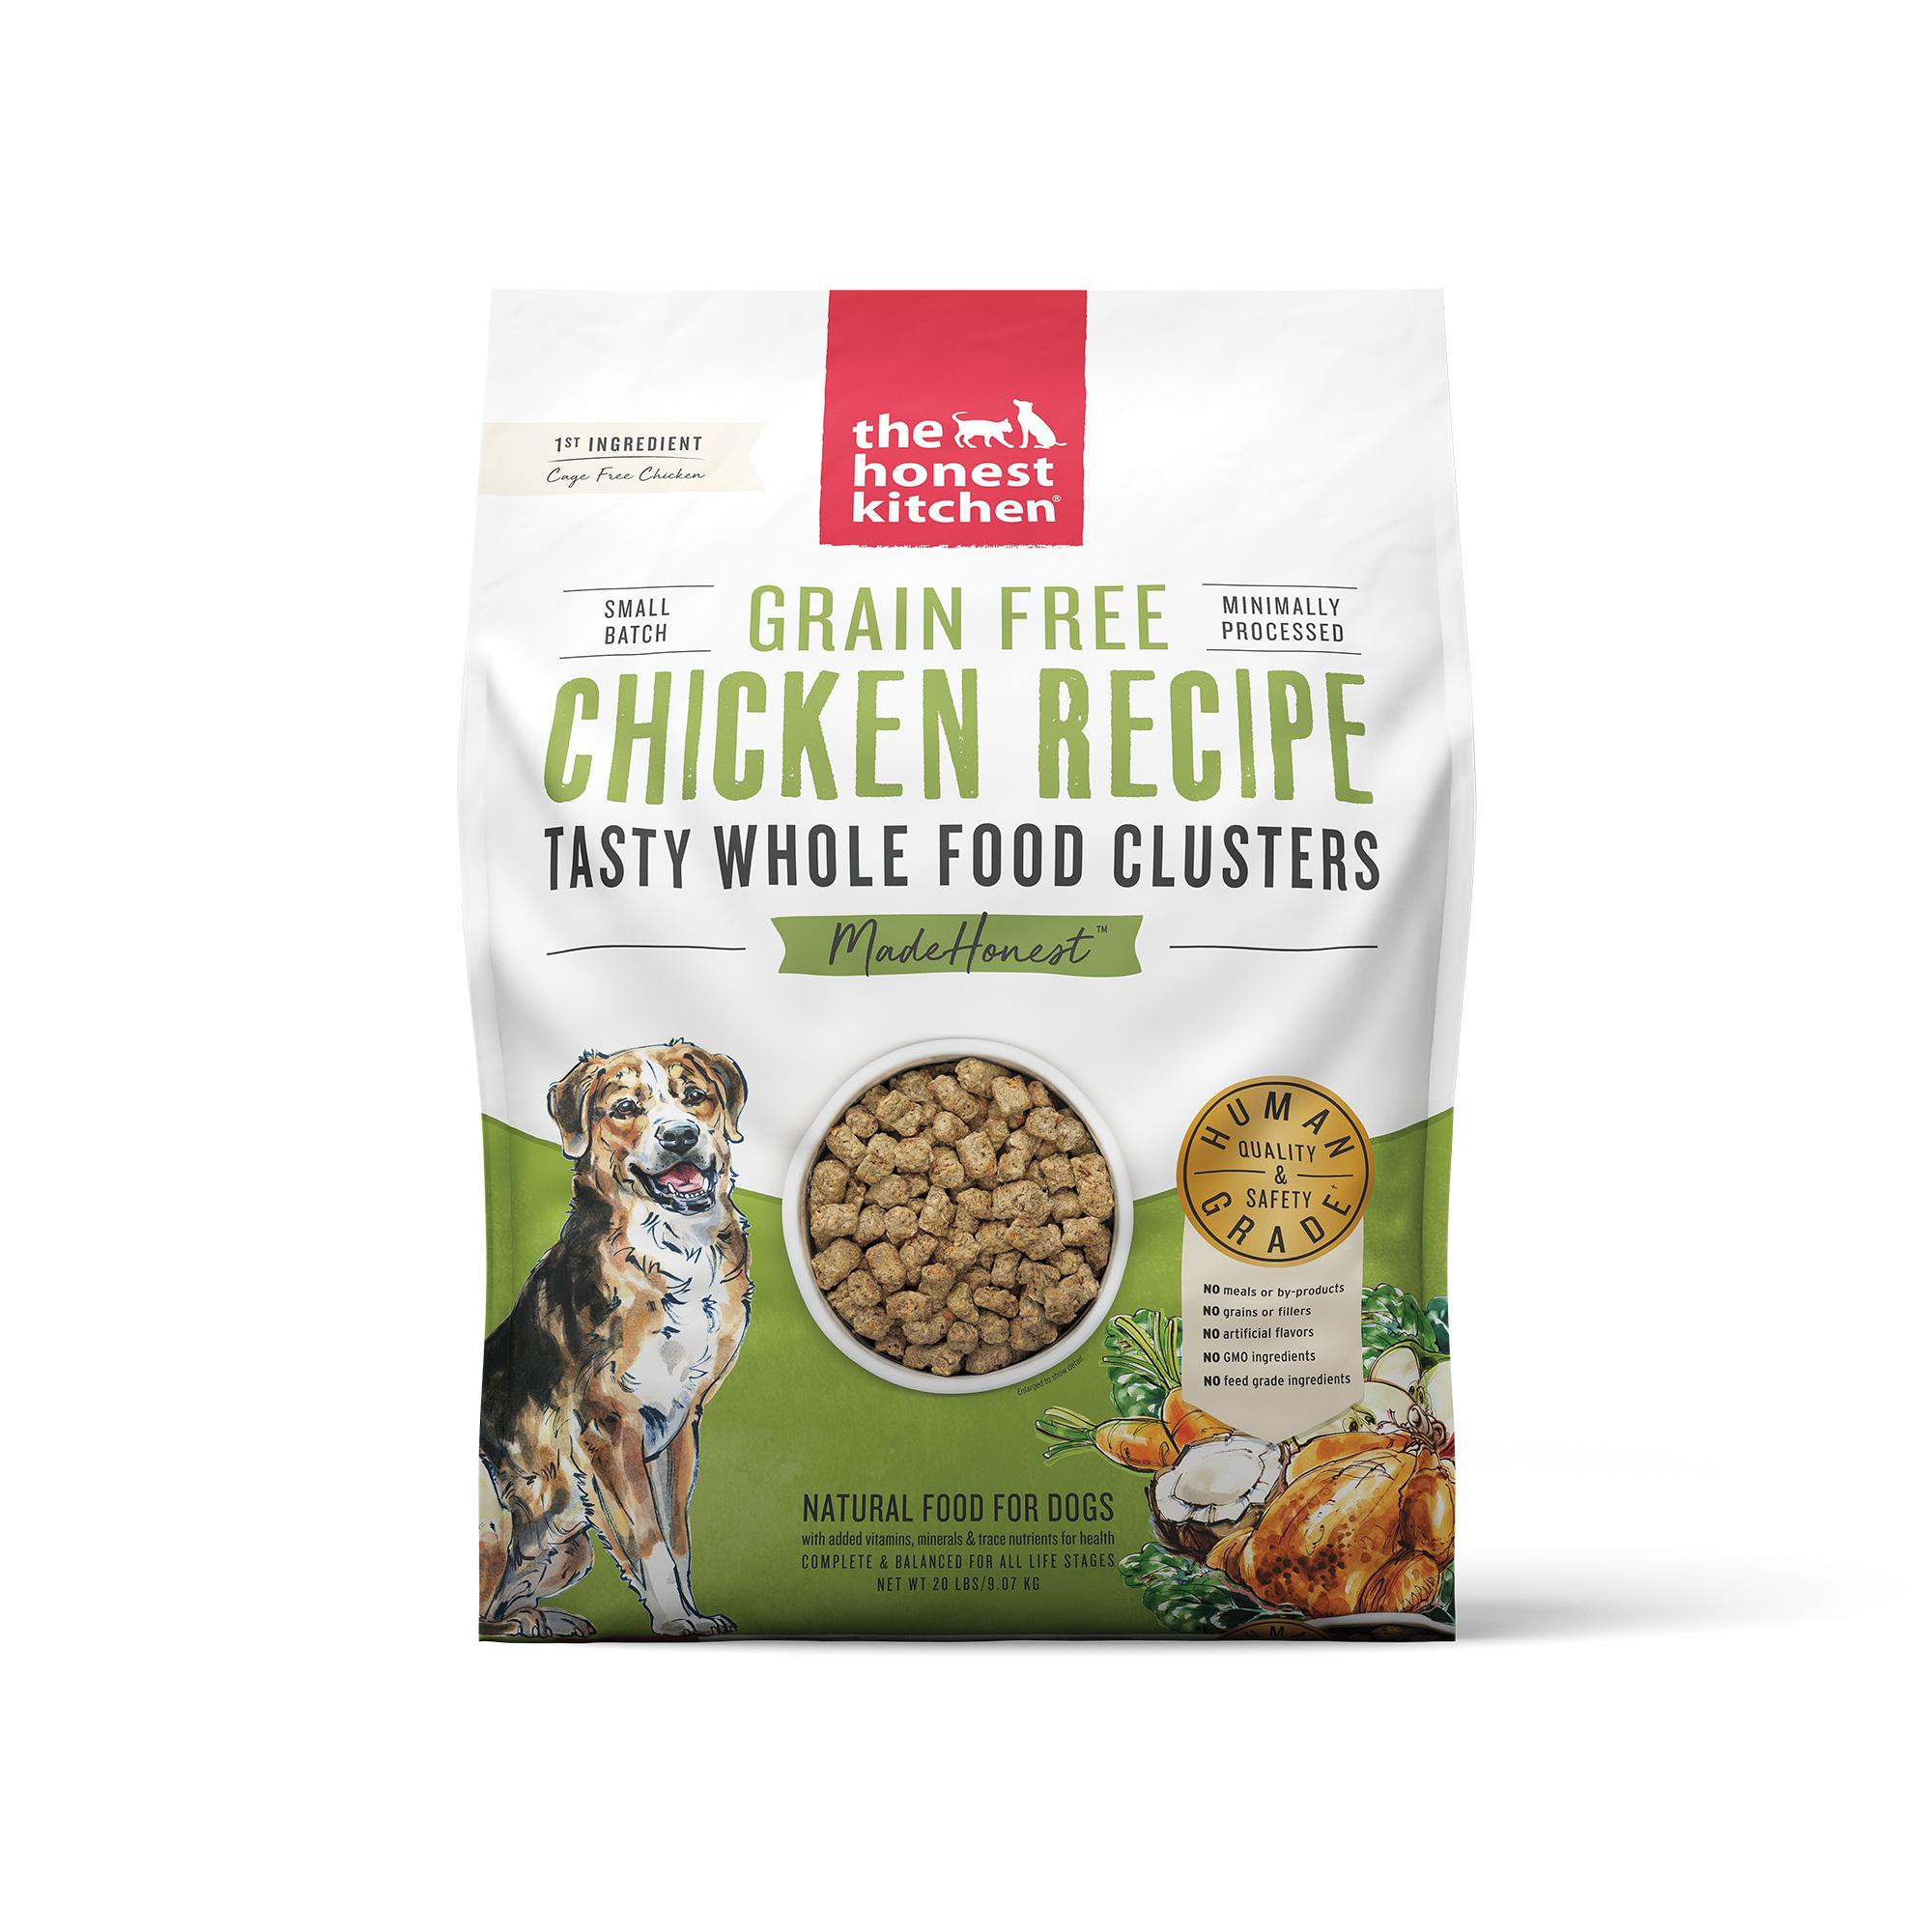 1ST INGREDIENT
Cage Free Chicken
the
honest
kitchen®
SMALL
BATCH
GRAIN FREE
MINIMALLY
PROCESSED
CHICKEN RECIPE
TASTY WHOLE FOOD CLUSTERS
MadeHonest™
HUMAN
QUALITY
&
SAFETY
GRADE+
NO meals or by-products
NO grains or fillers
NO artificial flavors
NO GMO ingredients
NO feed grade ingredients
Enlarged to show detail.
NATURAL FOOD FOR DOGS
with added vitamins, minerals & trace nutrients for health
COMPLETE & BALANCED FOR ALL LIFE STAGES
NET WT 20 LBS/9.07 KG